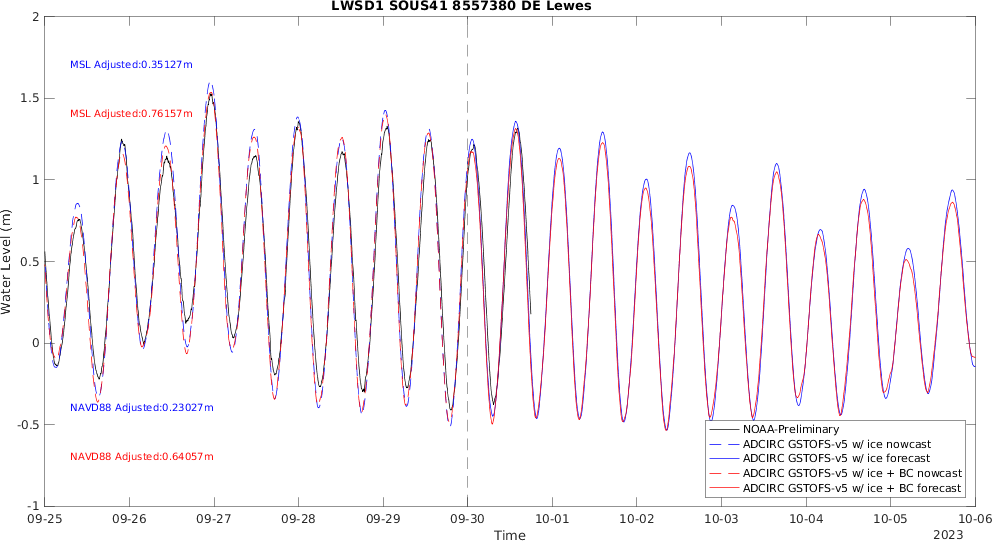 LWSD1 SOUS41 8557380 DE Lewes
2
1.5
1
0.5
0
-0.5
-1
Water Level (m)
MSL Adjusted:0.35127m
MSL Adjusted:0.76157m
NAVD88 Adjusted:0.23027m
NAVD88 Adjusted:0.64057m
NOAA-Preliminary
ADCIRC GSTOFS-v5 w/ ice nowcast
ADCIRC GSTOFS-v5 w/ ice forecast
ADCIRC GSTOFS-v5 w/ ice + BC nowcast
ADCIRC GSTOFS-v5 w/ ice + BC forecast
09-25 09-26 09-27 09-28 09-29 09-30 10-01 10-02 10-03 10-04 10-05 10-06
Time
2023